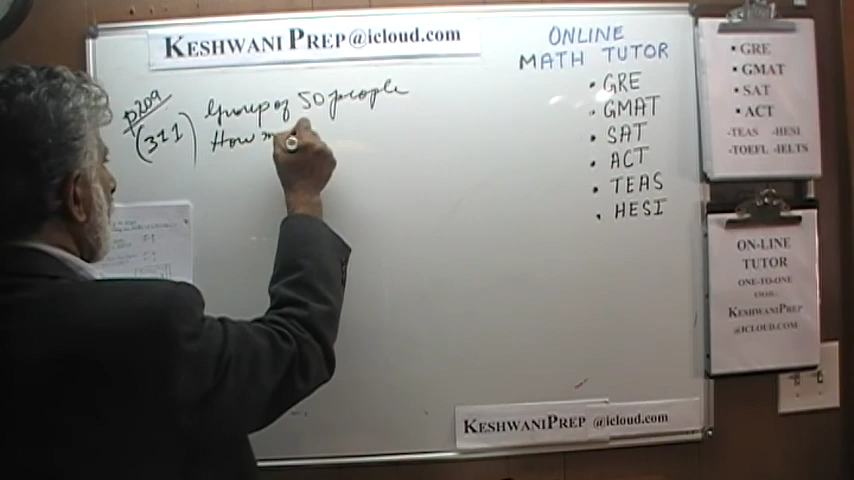 KESHWANI PREP@icloud.com
p209
(311)
Group of 50 people
How m
ONLINE
MATH TUTOR
• GRE
• GMAT
• SAT
• ACT
• TEAS
• HESI
• GRE
• GMAT
• SAT
• ACT
-TEAS -HESI
-TOEFL -IELTS
ON-LINE
TUTOR
ONE-TO-ONE
EMAIL:
KESHWANIPREP
@ICLOUD.COM
KESHWANIPREP @icloud.com